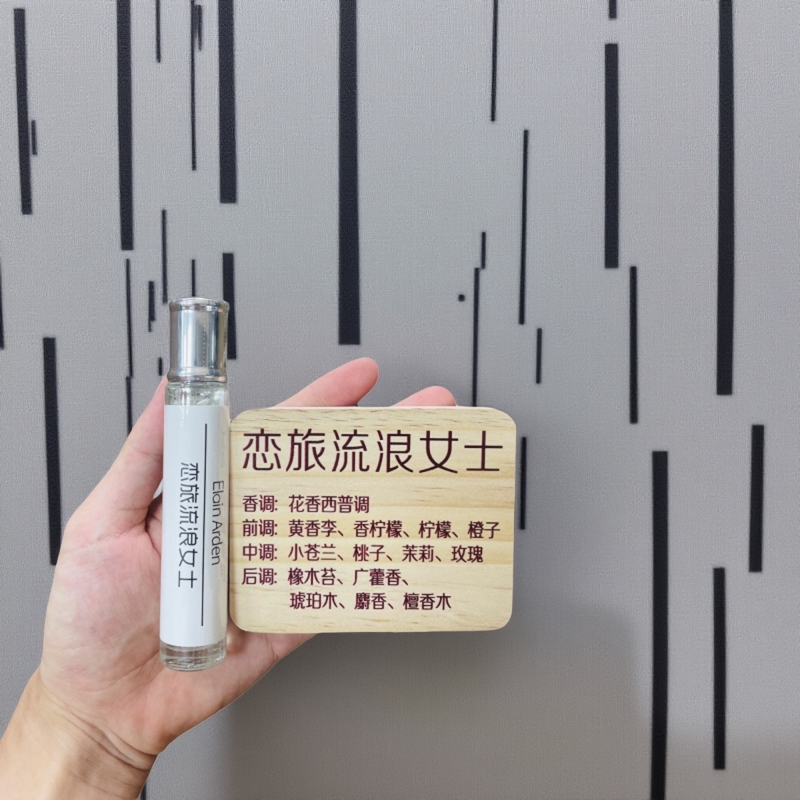 Elain Arden
恋旅流浪女士
恋旅流浪女士
香调: 花香西普调
前调: 黄香李、香柠檬、柠檬、橙子
中调: 小苍兰、桃子、茉莉、玫瑰
后调: 橡木苔、广藿香、
琥珀木、麝香、檀香木